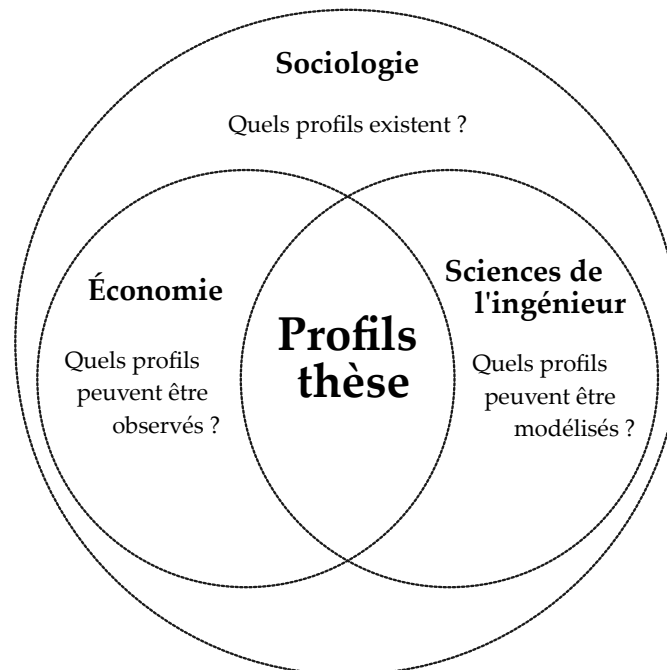 Sociologie
Quels profils existent ?
Économie
Quels profils
peuvent être
observés ?
Profils
thèse
Sciences de
l'ingénieur
Quels profils
peuvent être
modélisés ?